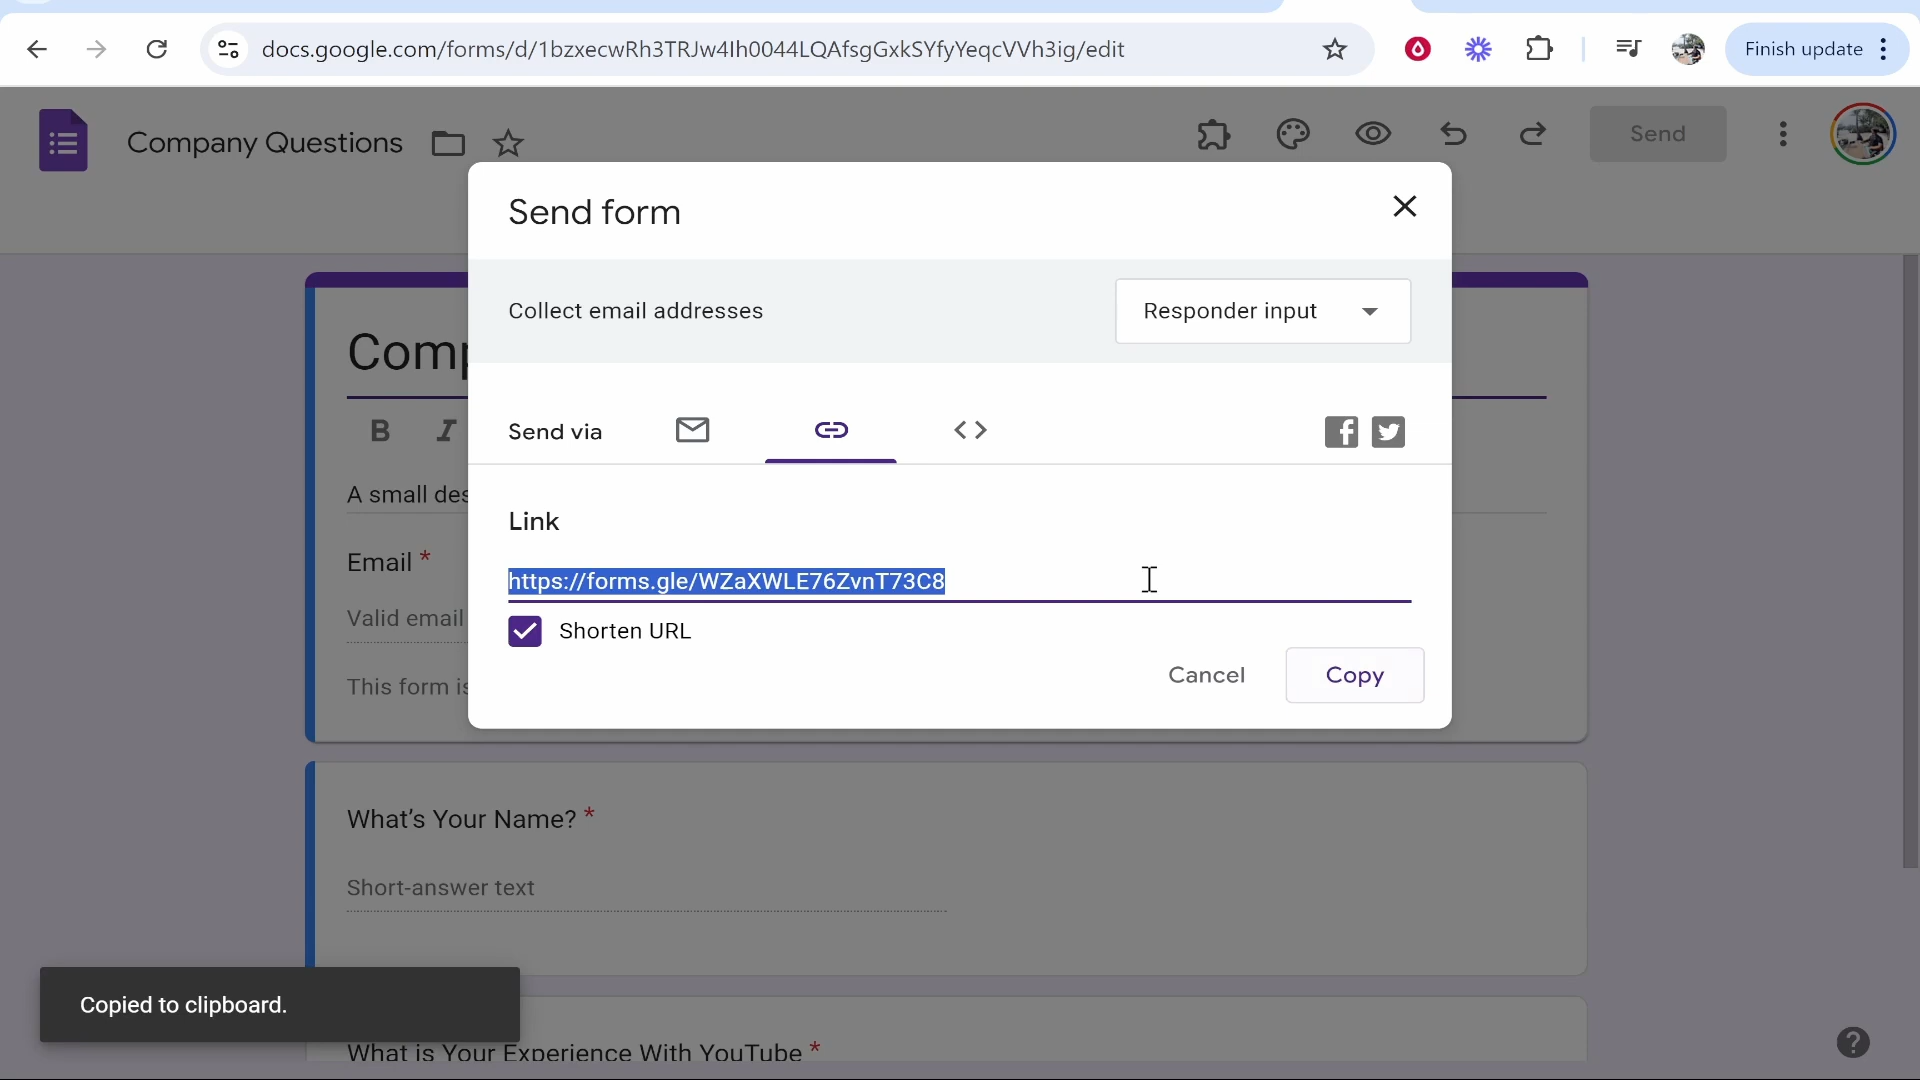 docs.google.com/forms/d/1bzxecwRh3TRJw4Ih0044LQAfsgGxkSYfyYeqcVVh3ig/edit
Finish update
Company Questions
Send
Send form
Collect email addresses
Responder input
Comp
B I
Send via
A small des
Link
Email *
https://forms.gle/WZaXWLE76ZvnT73C8
Valid email
Shorten URL
This form is
Cancel
Copy
What's Your Name? *
Short-answer text
Copied to clipboard.
What is Your Experience With YouTube *